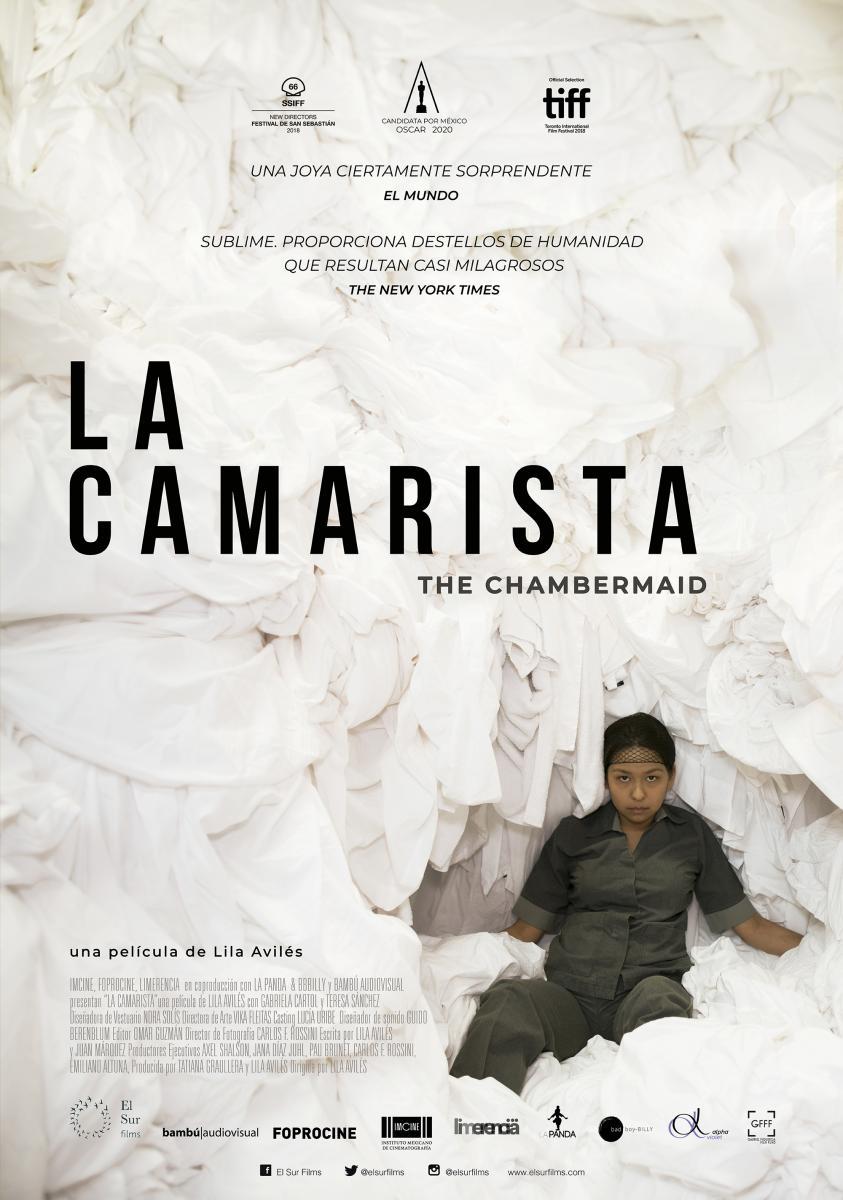 66
SSIFF
NEW DIRECTORS
FESTIVAL DE SAN SEBASTIÁN
2018
CANDIDATA POR MÉXICO
OSCAR 2020
Official Selection
tiff
Toronto International
Film Festival 2018
UNA JOYA CIERTAMENTE SORPRENDENTE
EL MUNDO
SUBLIME. PROPORCIONA DESTELLOS DE HUMANIDAD
QUE RESULTAN CASI MILAGROSOS
THE NEW YORK TIMES
LA
CAMARISTA
THE CHAMBERMAID
una película de Lila Avilés
IMCINE, FOPROCINE, LIMERENCIA en coproducción con LA PANDA & BBBILLY y BAMBÚ AUDIOVISUAL
presentan "LA CAMARISTA" una película de LILA AVILÉS con GABRIELA CARTOL y TERESA SÁNCHEZ
Diseñadora de Vestuario NORA SOLÍS Directora de Arte VIKA FLEITAS Casting LUCÍA URIBE Diseñador de sonido GUIDO
BERENBLUM Editor OMAR GUZMÁN Director de Fotografía CARLOS F. ROSSINI Escrita por LILA AVILÉS
y JUAN MÁRQUEZ Productores Ejecutivos AXEL SHALSON, JANA DÍAZ JUHL, PAU BRUNET, CARLOS F. ROSSINI,
EMILIANO ALTUNA, Producida por TATIANA GRAULLERA y LILA AVILÉS Dirigida por LILA AVILÉS
El
Sur
films
bambú|audiovisual
FOPROCINE
IMCINE
INSTITUTO MEXICANO
DE CINEMATOGRAFÍA
limerencia
LA PANDA
bad boy-BILLY
alpha
violet
GFFF
El Sur Films
@elsurfilms
@elsurfilms
www.elsurfilms.com